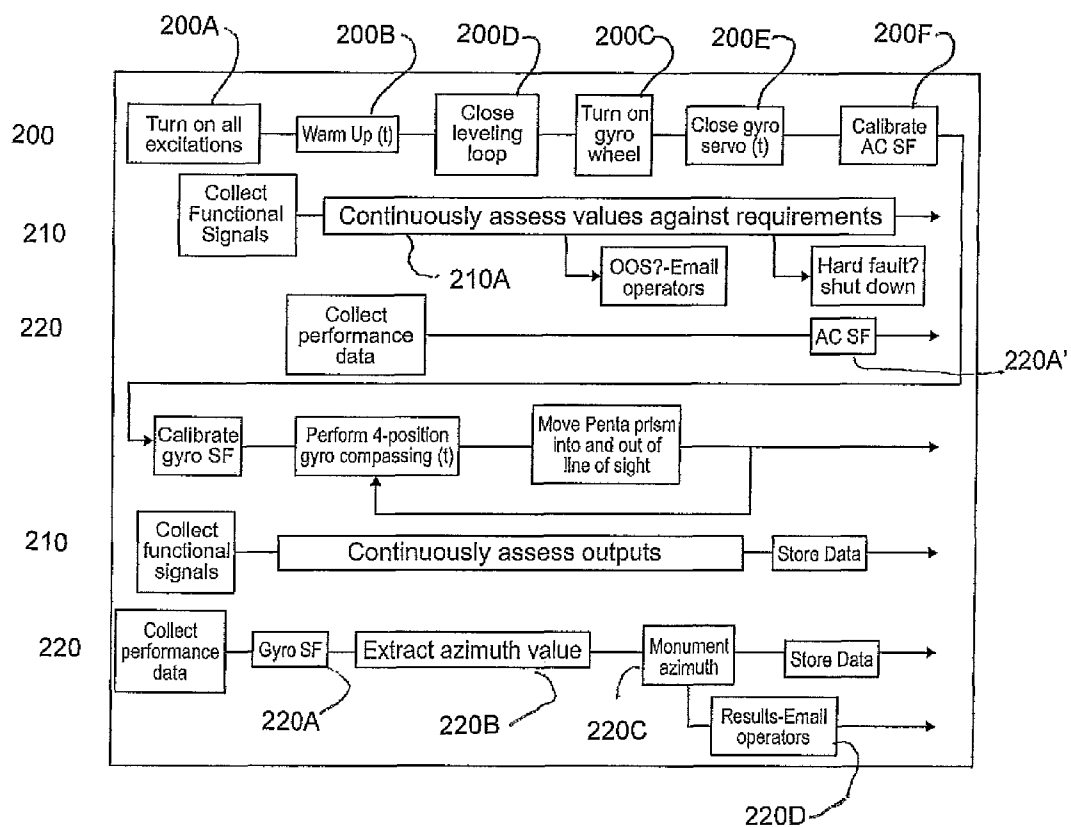 200A
200B
200D
200C
200E
200F
200
Turn on all
excitations
Warm Up (t)
Close
leveling
loop
Turn on
gyro
wheel
Close gyro
servo (t)
Calibrate
AC SF
210
Collect
Functional
Signals
Continuously assess values against requirements
210A
OOS?-Email
operators
Hard fault?
shut down
220
Collect
performance
data
AC SF
220A'
Calibrate
gyro SF
Perform 4-position
gyro compassing (t)
Move Penta prism
into and out of
line of sight
210
Collect
functional
signals
Continuously assess outputs
Store Data
220
Collect
performance
data
Gyro SF
Extract azimuth value
Monument
azimuth
Store Data
220A
220B
220C
Results-Email
operators
220D